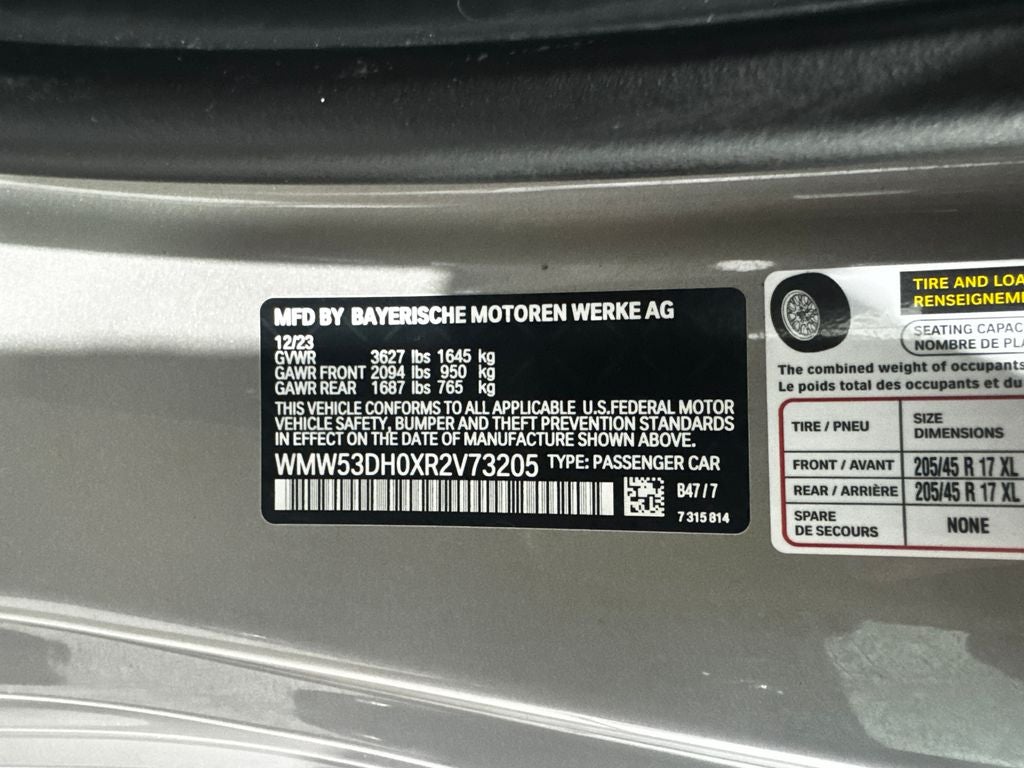 MFD BY BAYERISCHE MOTOREN WERKE AG
12/23
GVWR 3627 lbs 1645 kg
GAWR FRONT 2094 lbs 950 kg
GAWR REAR 1687 lbs 765 kg
THIS VEHICLE CONFORMS TO ALL APPLICABLE U.S.FEDERAL MOTOR
VEHICLE SAFETY, BUMPER AND THEFT PREVENTION STANDARDS
IN EFFECT ON THE DATE OF MANUFACTURE SHOWN ABOVE.
WMW53DH0XR2V73205 TYPE: PASSENGER CAR
B47 / 7
7 315 814
TIRE AND LOA
RENSEIGNEME
SEATING CAPAC
NOMBRE DE PLA
The combined weight of occupants
Le poids total des occupants et du
TIRE / PNEU
SIZE
DIMENSIONS
FRONT / AVANT 205/45 R 17 XL
REAR / ARRIÈRE 205/45 R 17 XL
SPARE
DE SECOURS
NONE